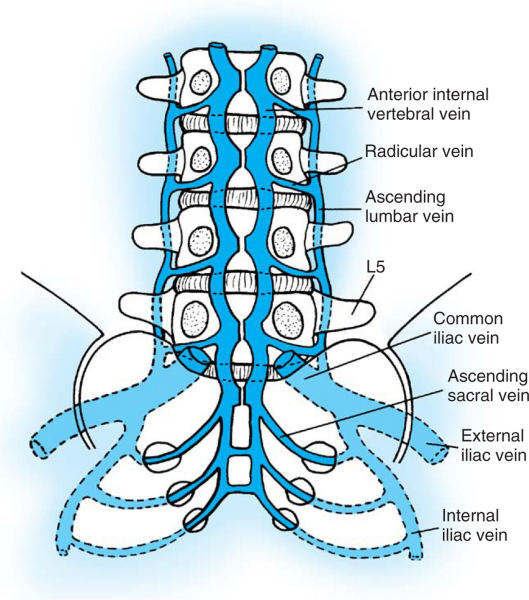 Anterior internal
vertebral vein
Radicular vein
Ascending
lumbar vein
L5
Common
iliac vein
Ascending
sacral vein
External
iliac vein
Internal
iliac vein